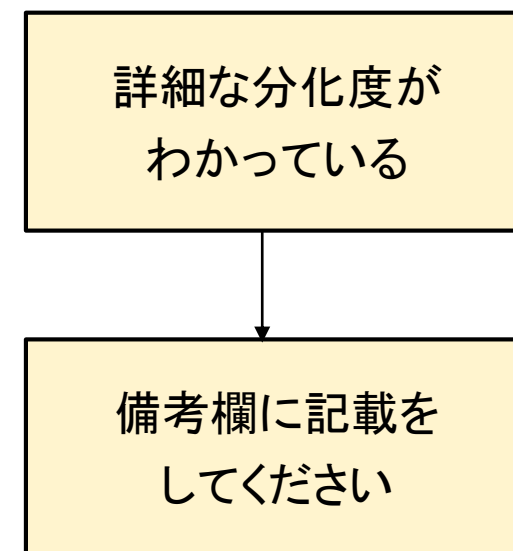 詳細な分化度が
わかっている
備考欄に記載を
してください